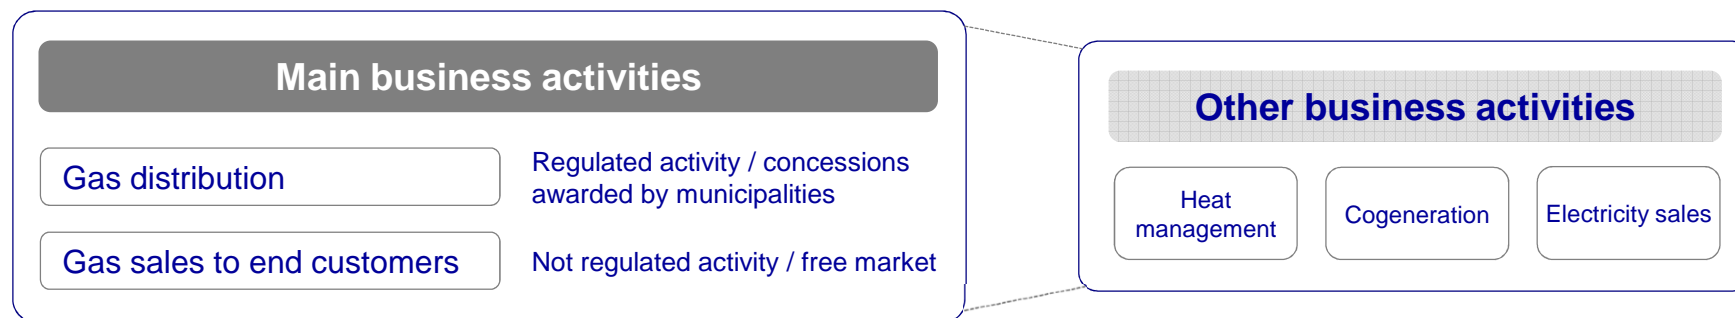 Main business activities
Gas distribution
Regulated activity / concessions
awarded by municipalities
Gas sales to end customers
Not regulated activity / free market
Other business activities
Heat
management
Cogeneration
Electricity sales